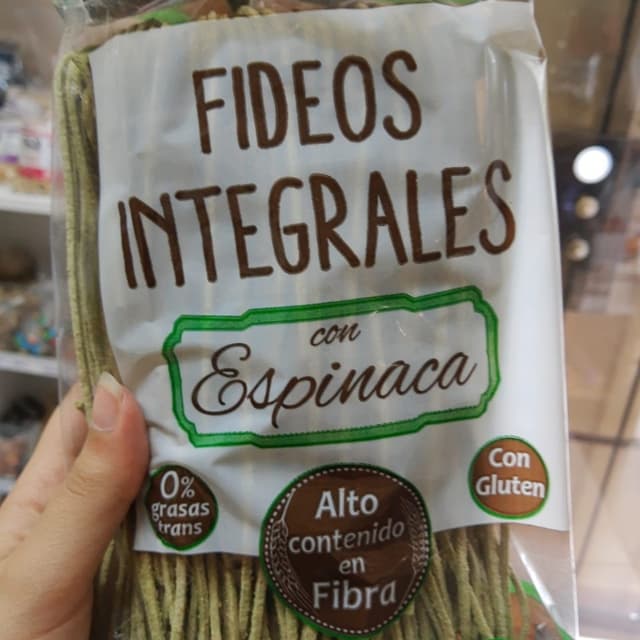 FIDEOS
INTEGRALES
con
Espinaca
0%
grasas
trans
Alto
contenido
en
Fibra
Con
Gluten